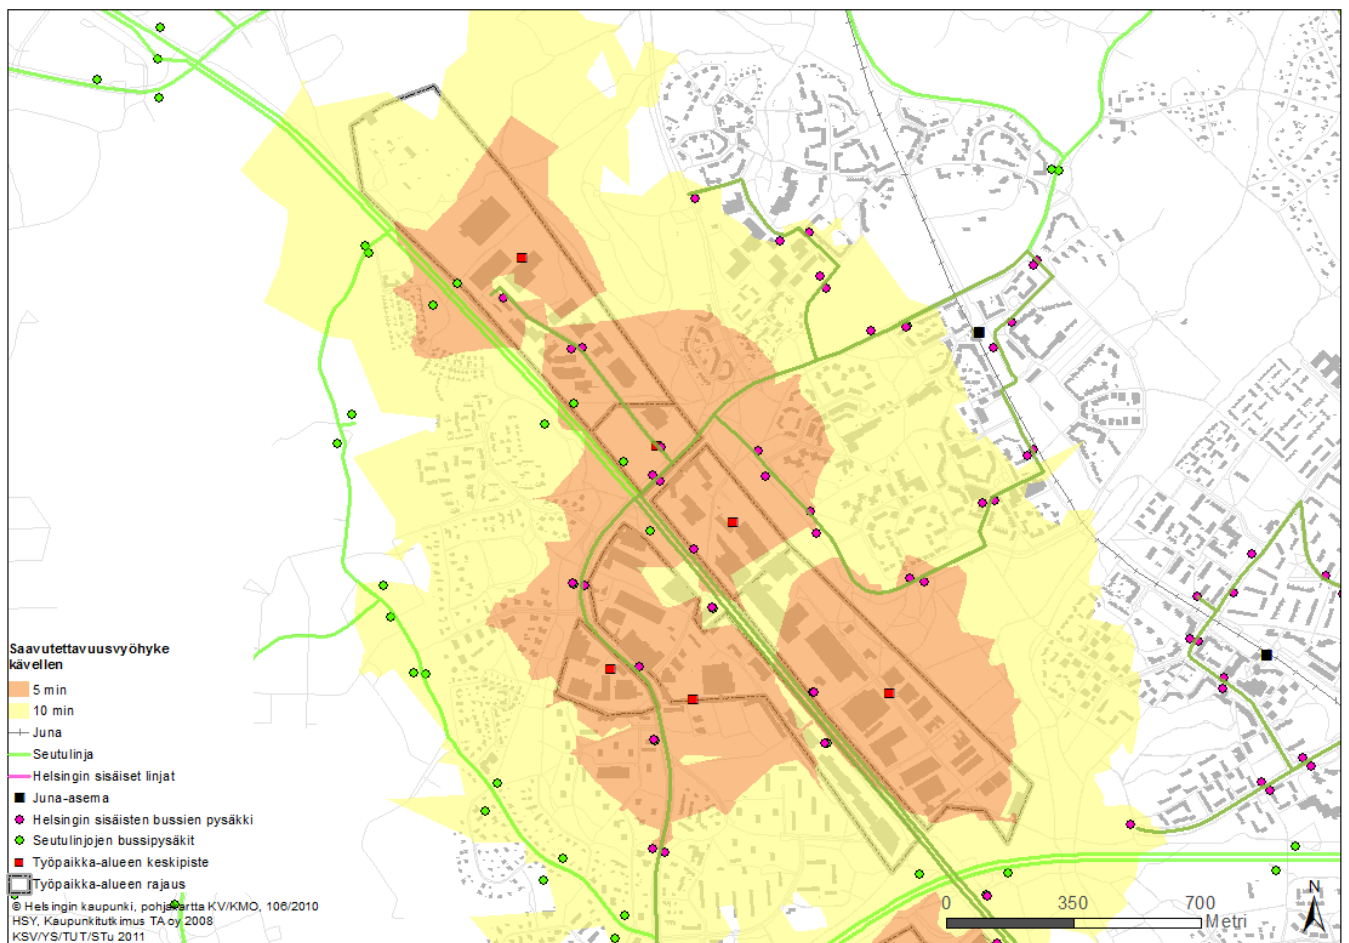 Saavutettavuusvyöhyke
kävellen
5 min
10 min
Juna
Seutulinja
Helsingin sisäiset linjat
Juna-asema
Helsingin sisäisten bussien pysäkki
Seutulinjojen bussipysäkit
Työpaikka-alueen keskipiste
Työpaikka-alueen rajaus
© Helsingin kaupunki, pohjakartta KV/KMO, 106/2010
HSY, Kaupunkitutkimus TA oy 2008
KSV/YS/TUT/STu 2011
0 350 700
Metri
N